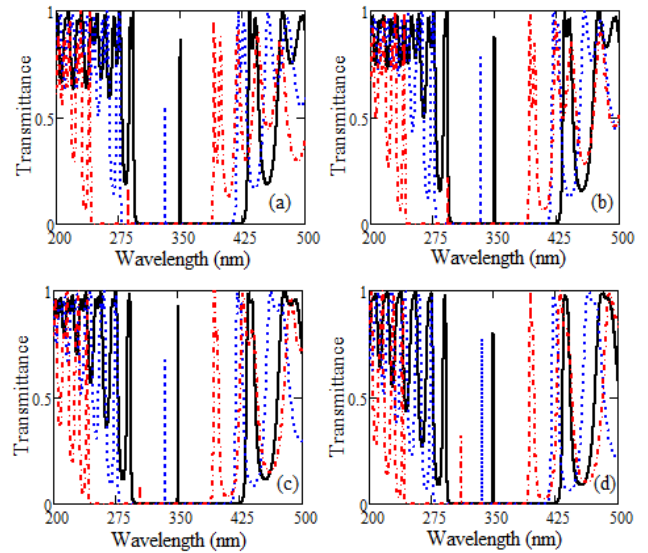 1 1
Transmittance 0.5 Transmittance 0.5
(a) (b)
0 0
200 275 350 425 500 200 275 350 425 500
Wavelength (nm) Wavelength (nm)
1 1
Transmittance 0.5 Transmittance 0.5
(c) (d)
0 0
200 275 350 425 500 200 275 350 425 500
Wavelength (nm) Wavelength (nm)